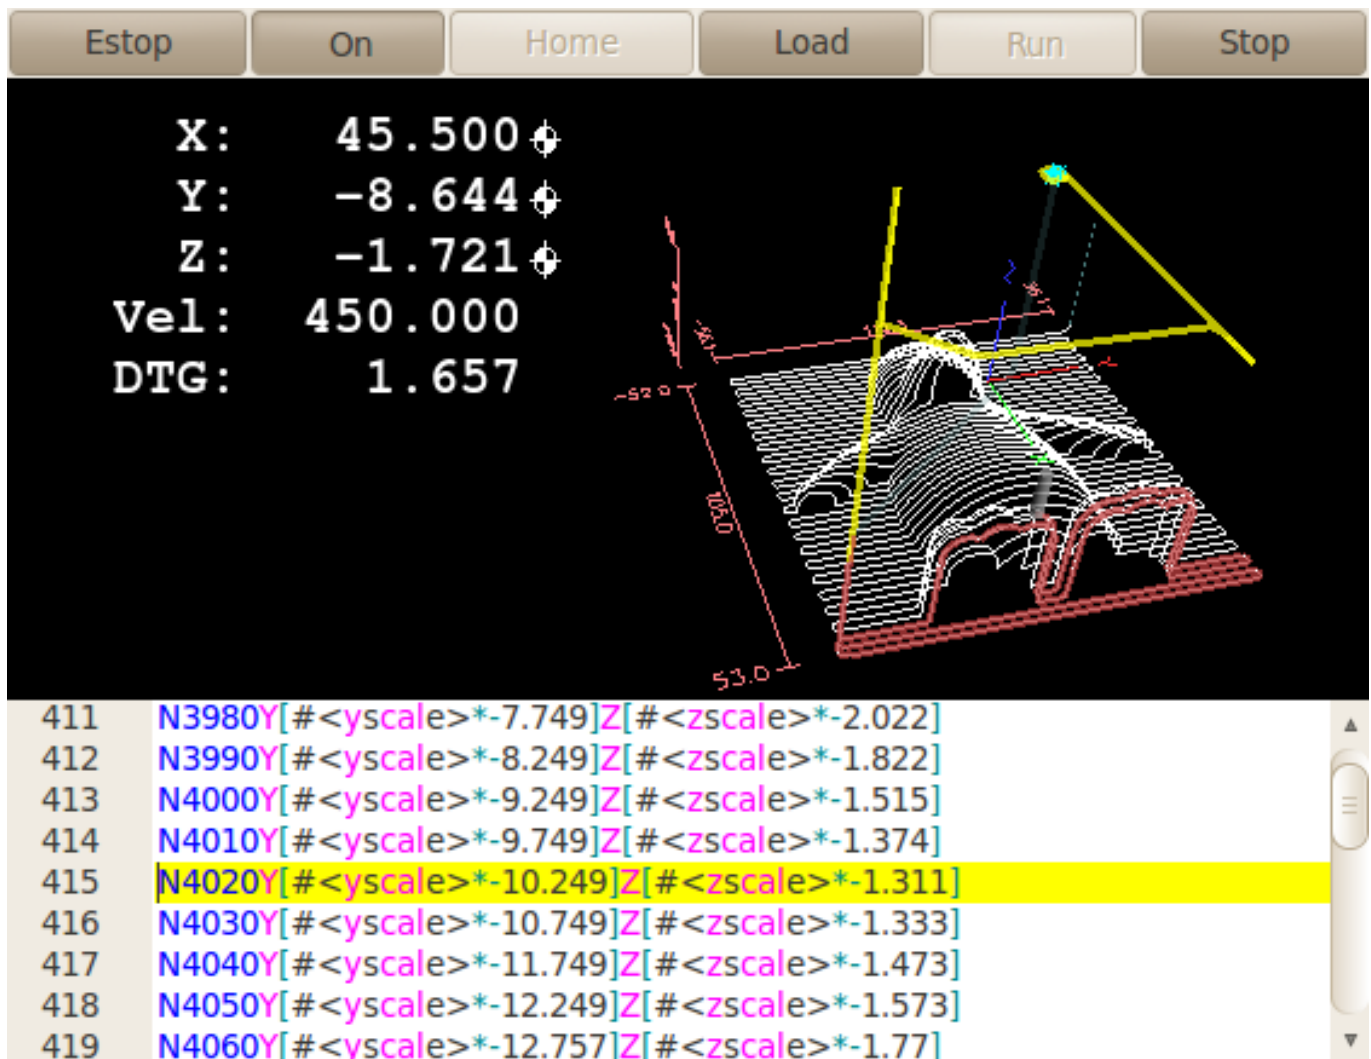 Estop On Home Load Run Stop
X: 45.500
Y: -8.644
Z: -1.721
Vel: 450.000
DTG: 1.657
-52.0
105.0
53.0
411 N3980Y[#<yscale>*-7.749]Z[#<zscale>*-2.022]
412 N3990Y[#<yscale>*-8.249]Z[#<zscale>*-1.822]
413 N4000Y[#<yscale>*-9.249]Z[#<zscale>*-1.515]
414 N4010Y[#<yscale>*-9.749]Z[#<zscale>*-1.374]
415 N4020Y[#<yscale>*-10.249]Z[#<zscale>*-1.311]
416 N4030Y[#<yscale>*-10.749]Z[#<zscale>*-1.333]
417 N4040Y[#<yscale>*-11.749]Z[#<zscale>*-1.473]
418 N4050Y[#<yscale>*-12.249]Z[#<zscale>*-1.573]
419 N4060Y[#<yscale>*-12.757]Z[#<zscale>*-1.77]